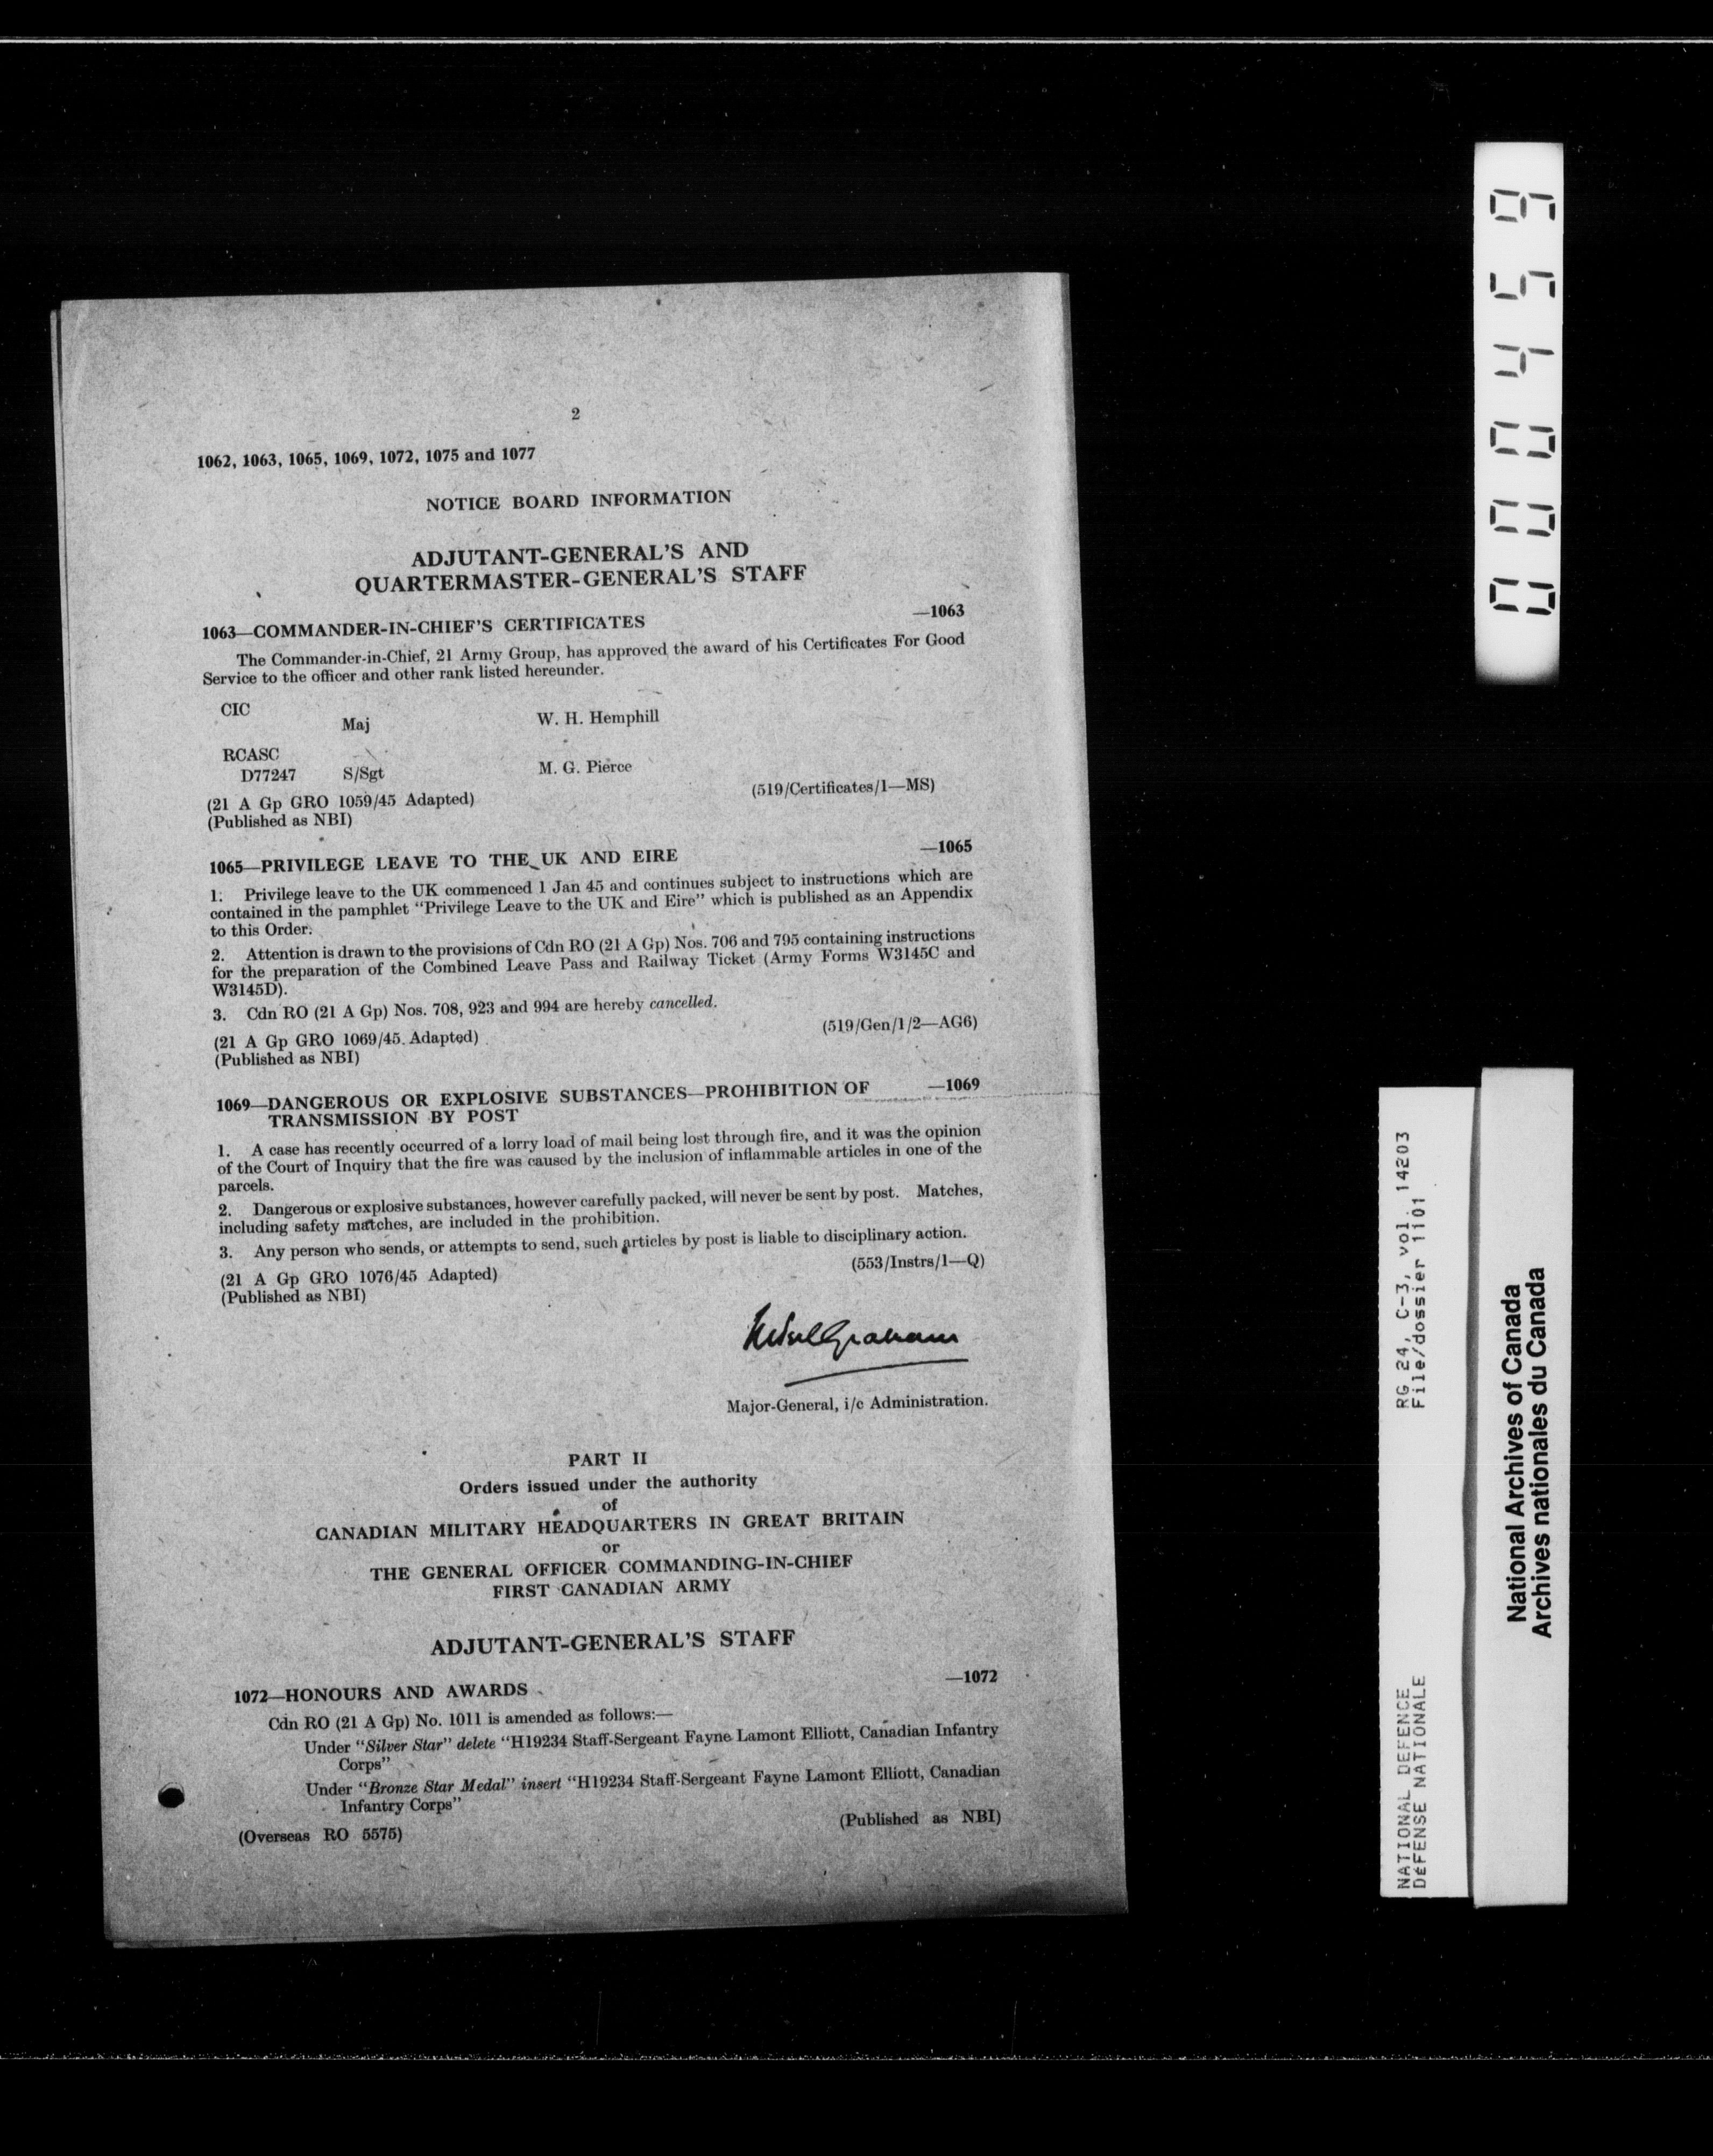 2
1062, 1063, 1065, 1069, 1072, 1075 and 1077
NOTICE BOARD INFORMATION
ADJUTANT-GENERAL'S AND
QUARTERMASTER-GENERAL'S STAFF
1063—COMMANDER-IN-CHIEF'S CERTIFICATES —1063
The Commander-in-Chief, 21 Army Group, has approved the award of his Certificates For Good
Service to the officer and other rank listed hereunder.
CIC
Maj W. H. Hemphill
RCASC
D77247 S/Sgt M. G. Pierce
(519/Certificates/1—MS)
(21 A Gp GRO 1059/45 Adapted)
(Published as NBI)
1065—PRIVILEGE LEAVE TO THE UK AND EIRE —1065
1. Privilege leave to the UK commenced 1 Jan 45 and continues subject to instructions which are
contained in the pamphlet "Privilege Leave to the UK and Eire" which is published as an Appendix
to this Order.
2. Attention is drawn to the provisions of Cdn RO (21 A Gp) Nos. 706 and 795 containing instructions
for the preparation of the Combined Leave Pass and Railway Ticket (Army Forms W3145C and
W3145D).
3. Cdn RO (21 A Gp) Nos. 708, 923 and 994 are hereby cancelled.
(519/Gen/1/2—AG6)
(21 A Gp GRO 1069/45 Adapted)
(Published as NBI)
1069—DANGEROUS OR EXPLOSIVE SUBSTANCES—PROHIBITION OF —1069
TRANSMISSION BY POST
1. A case has recently occurred of a lorry load of mail being lost through fire, and it was the opinion
of the Court of Inquiry that the fire was caused by the inclusion of inflammable articles in one of the
parcels.
2. Dangerous or explosive substances, however carefully packed, will never be sent by post. Matches,
including safety matches, are included in the prohibition.
3. Any person who sends, or attempts to send, such articles by post is liable to disciplinary action.
(553/Instrs/1—Q)
(21 A Gp GRO 1076/45 Adapted)
(Published as NBI)
Graham
Major-General, i/c Administration.
PART II
Orders issued under the authority
of
CANADIAN MILITARY HEADQUARTERS IN GREAT BRITAIN
or
THE GENERAL OFFICER COMMANDING-IN-CHIEF
FIRST CANADIAN ARMY
ADJUTANT-GENERAL'S STAFF
1072—HONOURS AND AWARDS —1072
Cdn RO (21 A Gp) No. 1011 is amended as follows:—
Under "Silver Star" delete "H19234 Staff-Sergeant Fayne Lamont Elliott, Canadian Infantry
Corps"
Under "Bronze Star Medal" insert "H19234 Staff-Sergeant Fayne Lamont Elliott, Canadian
Infantry Corps"
(Published as NBI)
(Overseas RO 5575)
000459
NATIONAL DEFENCE RG 24, C-3, vol. 14203
DÉFENSE NATIONALE File/dossier 1101
National Archives of Canada
Archives nationales du Canada